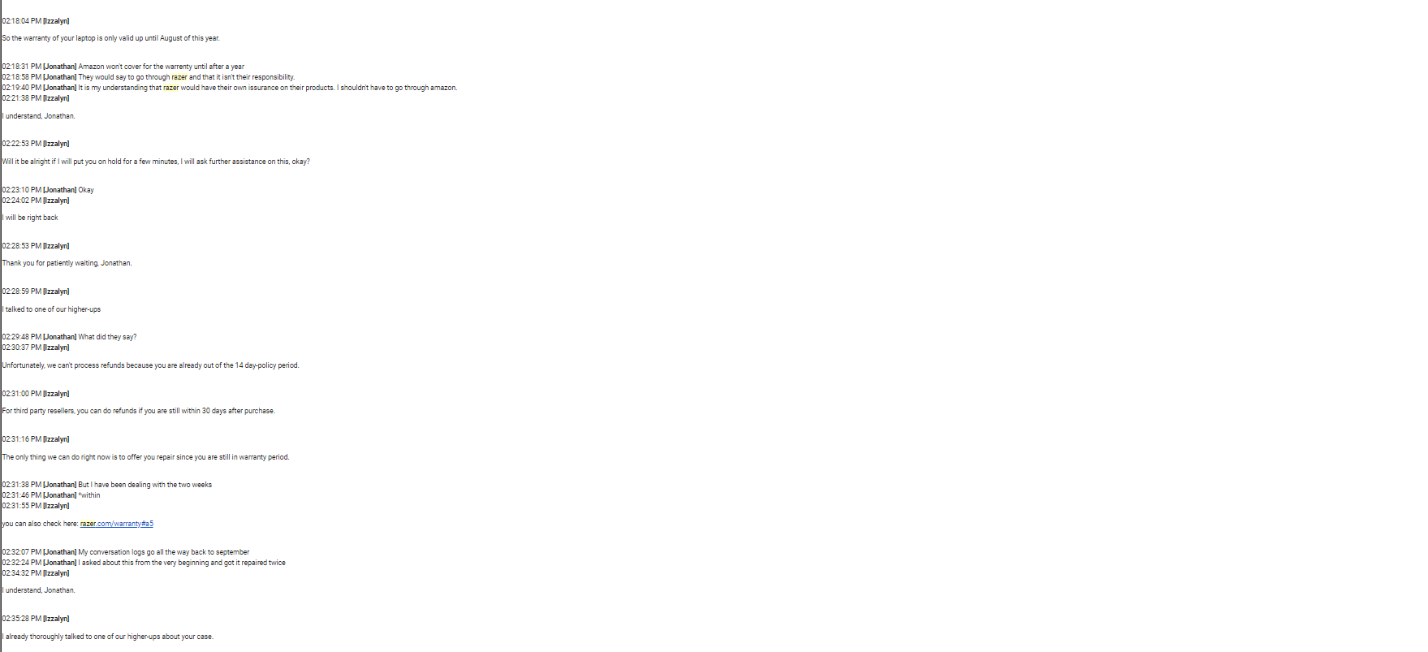 02:18:04 PM [Izzalyn]
So the warranty of your laptop is only valid up until August of this year.
02:18:31 PM [Jonathan] Amazon won't cover for the warrenty until after a year
02:18:58 PM [Jonathan] They would say to go through razer and that it isn't their responsibility.
02:19:40 PM [Jonathan] It is my understanding that razer would have their own issurance on their products. I shouldn't have to go through amazon.
02:21:38 PM [Izzalyn]
I understand, Jonathan.
02:22:53 PM [Izzalyn]
Will it be alright if I will put you on hold for a few minutes, I will ask further assistance on this, okay?
02:23:10 PM [Jonathan] Okay
02:24:02 PM [Izzalyn]
I will be right back
02:28:53 PM [Izzalyn]
Thank you for patiently waiting, Jonathan.
02:28:59 PM [Izzalyn]
I talked to one of our higher-ups
02:29:48 PM [Jonathan] What did they say?
02:30:37 PM [Izzalyn]
Unfortunately, we can't process refunds because you are already out of the 14 day-policy period.
02:31:00 PM [Izzalyn]
For third party resellers, you can do refunds if you are still within 30 days after purchase.
02:31:16 PM [Izzalyn]
The only thing we can do right now is to offer you repair since you are still in warranty period.
02:31:38 PM [Jonathan] But I have been dealing with the two weeks
02:31:46 PM [Jonathan] *within
02:31:55 PM [Izzalyn]
you can also check here: razer.com/warranty#a5
02:32:07 PM [Jonathan] My conversation logs go all the way back to september
02:32:24 PM [Jonathan] I asked about this from the very beginning and got it repaired twice
02:34:32 PM [Izzalyn]
I understand, Jonathan.
02:35:28 PM [Izzalyn]
I already thoroughly talked to one of our higher-ups about your case.